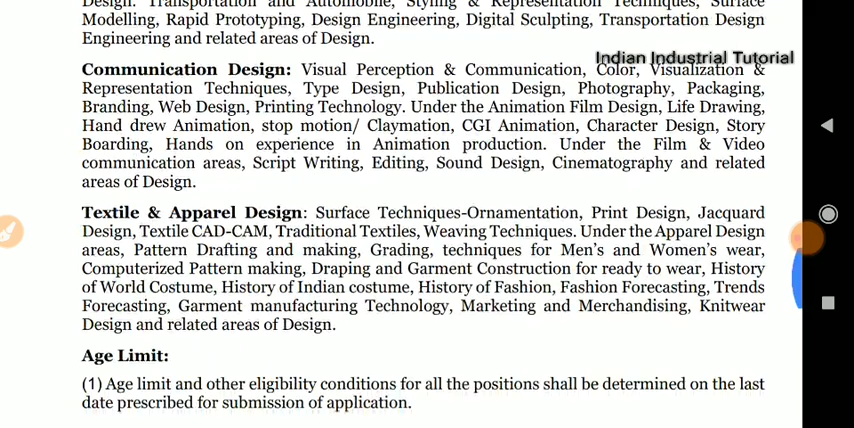 Design: Transportation and Automobile, Styling & Representation Techniques, Surface
Modelling, Rapid Prototyping, Design Engineering, Digital Sculpting, Transportation Design
Engineering and related areas of Design.
Indian Industrial Tutorial
Communication Design: Visual Perception & Communication, Color, Visualization &
Representation Techniques, Type Design, Publication Design, Photography, Packaging,
Branding, Web Design, Printing Technology. Under the Animation Film Design, Life Drawing,
Hand drew Animation, stop motion/ Claymation, CGI Animation, Character Design, Story
Boarding, Hands on experience in Animation production. Under the Film & Video
communication areas, Script Writing, Editing, Sound Design, Cinematography and related
areas of Design.
Textile & Apparel Design: Surface Techniques-Ornamentation, Print Design, Jacquard
Design, Textile CAD-CAM, Traditional Textiles, Weaving Techniques. Under the Apparel Design
areas, Pattern Drafting and making, Grading, techniques for Men's and Women's wear,
Computerized Pattern making, Draping and Garment Construction for ready to wear, History
of World Costume, History of Indian costume, History of Fashion, Fashion Forecasting, Trends
Forecasting, Garment manufacturing Technology, Marketing and Merchandising, Knitwear
Design and related areas of Design.
Age Limit:
(1) Age limit and other eligibility conditions for all the positions shall be determined on the last
date prescribed for submission of application.